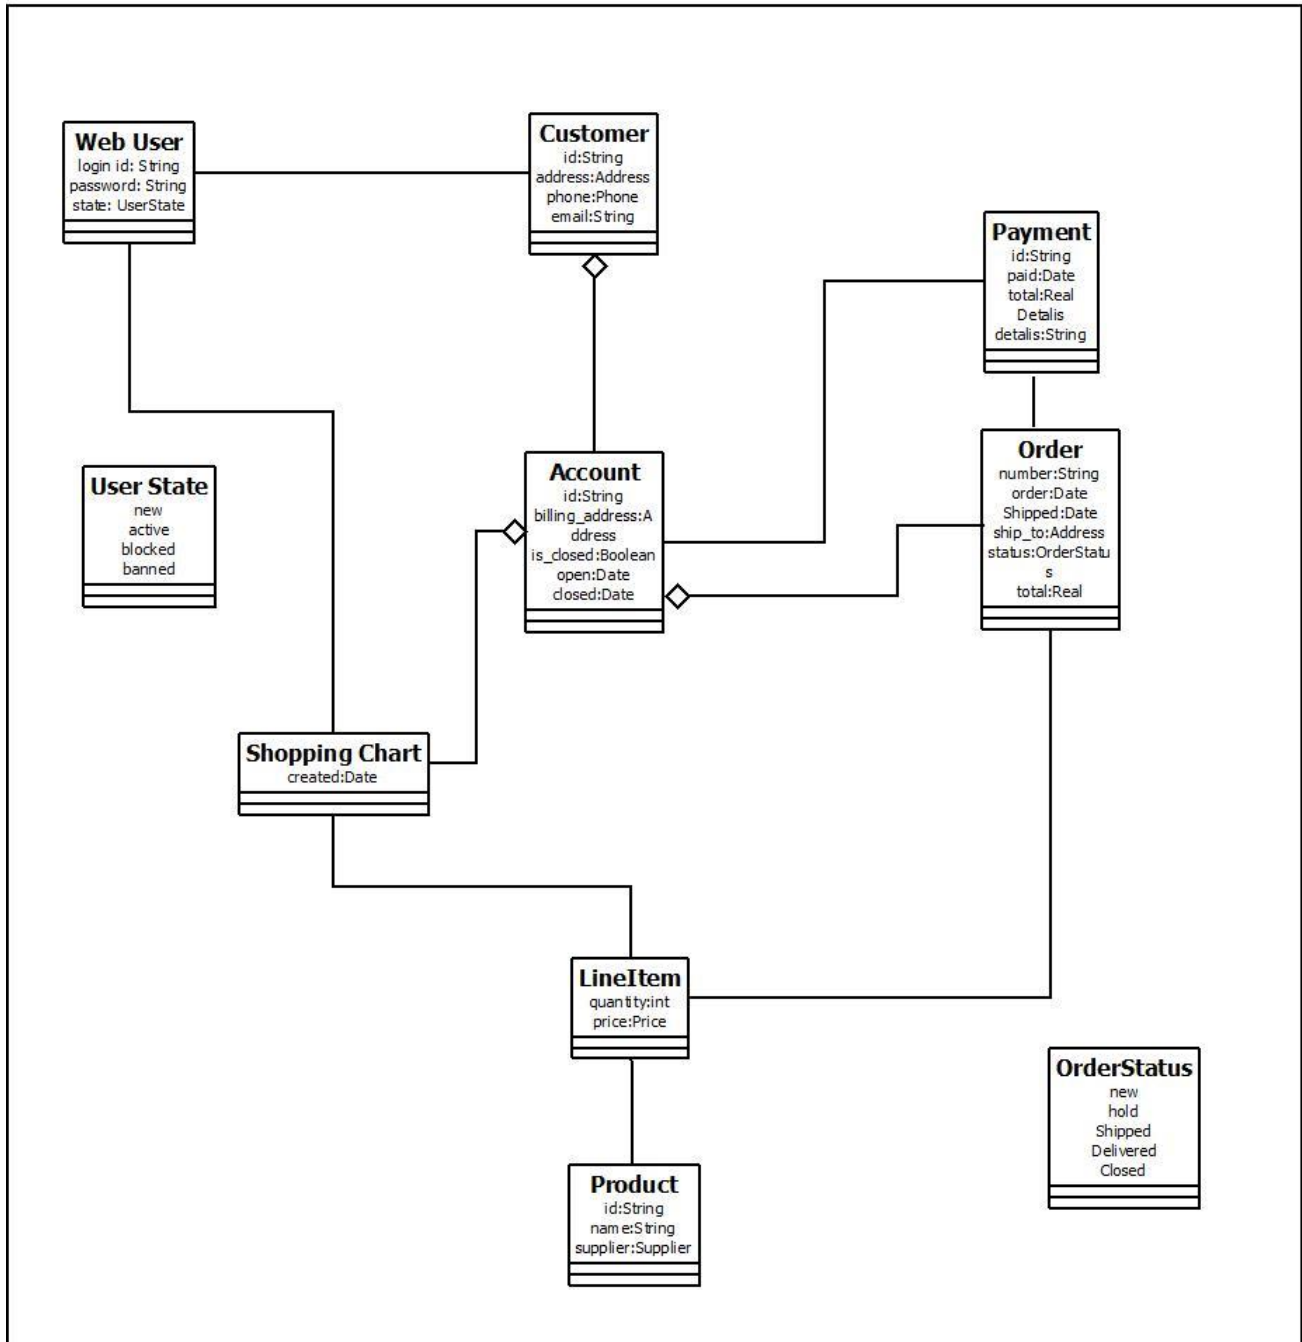 Web User
login id: String
password: String
state: UserState
Customer
id:String
address:Address
phone:Phone
email:String
Payment
id:String
paid:Date
total:Real
Detalis
detalis:String
User State
new
active
blocked
banned
Account
id:String
billing_address:A
ddress
is_closed:Boolean
open:Date
closed:Date
Order
number:String
order:Date
Shipped:Date
ship_to:Address
status:OrderStatu
s
total:Real
Shopping Chart
created:Date
LineItem
quantity:int
price:Price
OrderStatus
new
hold
Shipped
Delivered
Closed
Product
id:String
name:String
supplier:Supplier